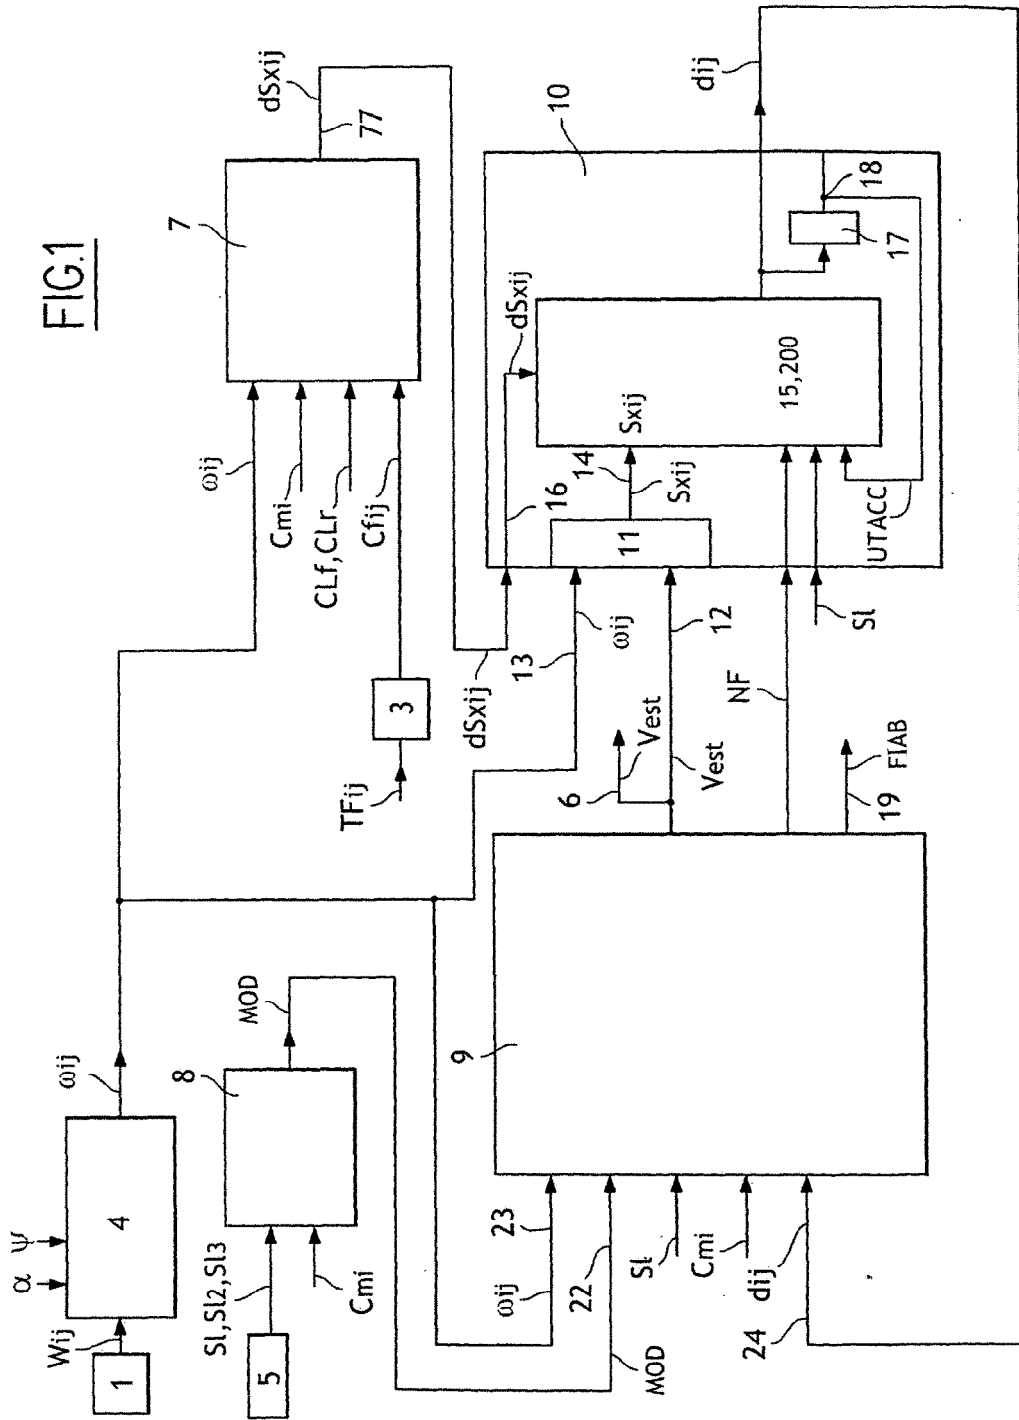 FIG.1
α
ψ
Wij
1
4
ωij
ωij
7
dSxij
77
Cmi
CLf,CLr
Cfij
TFij
3
5
Sl,Sl2,Sl3
Cmi
8
MOD
dSxij
16
dSxij
10
dij
13
ωij
11
14
Sxij
Sxij
15,200
17
18
UTACC
6
Vest
Vest
12
NF
Sl
19
FIAB
9
ωij
23
22
MOD
Sl
Cmi
dij
24